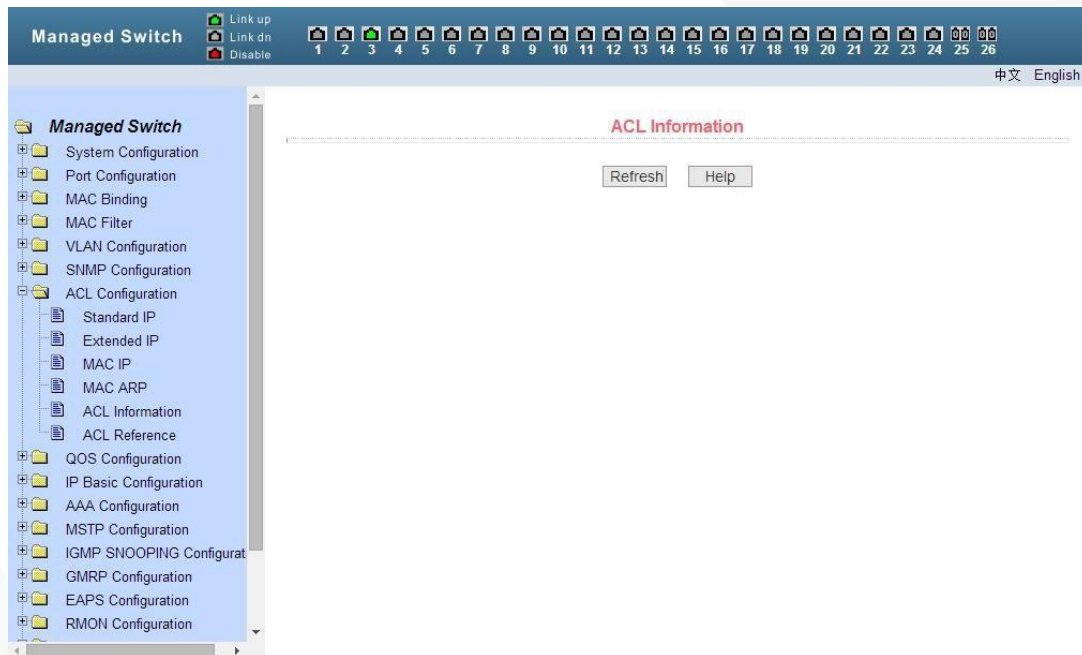 Managed Switch
Link up
Link dn
Disable
1 2 3 4 5 6 7 8 9 10 11 12 13 14 15 16 17 18 19 20 21 22 23 24 25 26
中文 English
Managed Switch
System Configuration
Port Configuration
MAC Binding
MAC Filter
VLAN Configuration
SNMP Configuration
ACL Configuration
Standard IP
Extended IP
MAC IP
MAC ARP
ACL Information
ACL Reference
QOS Configuration
IP Basic Configuration
AAA Configuration
MSTP Configuration
IGMP SNOOPING Configurat
GMRP Configuration
EAPS Configuration
RMON Configuration
ACL Information
Refresh Help